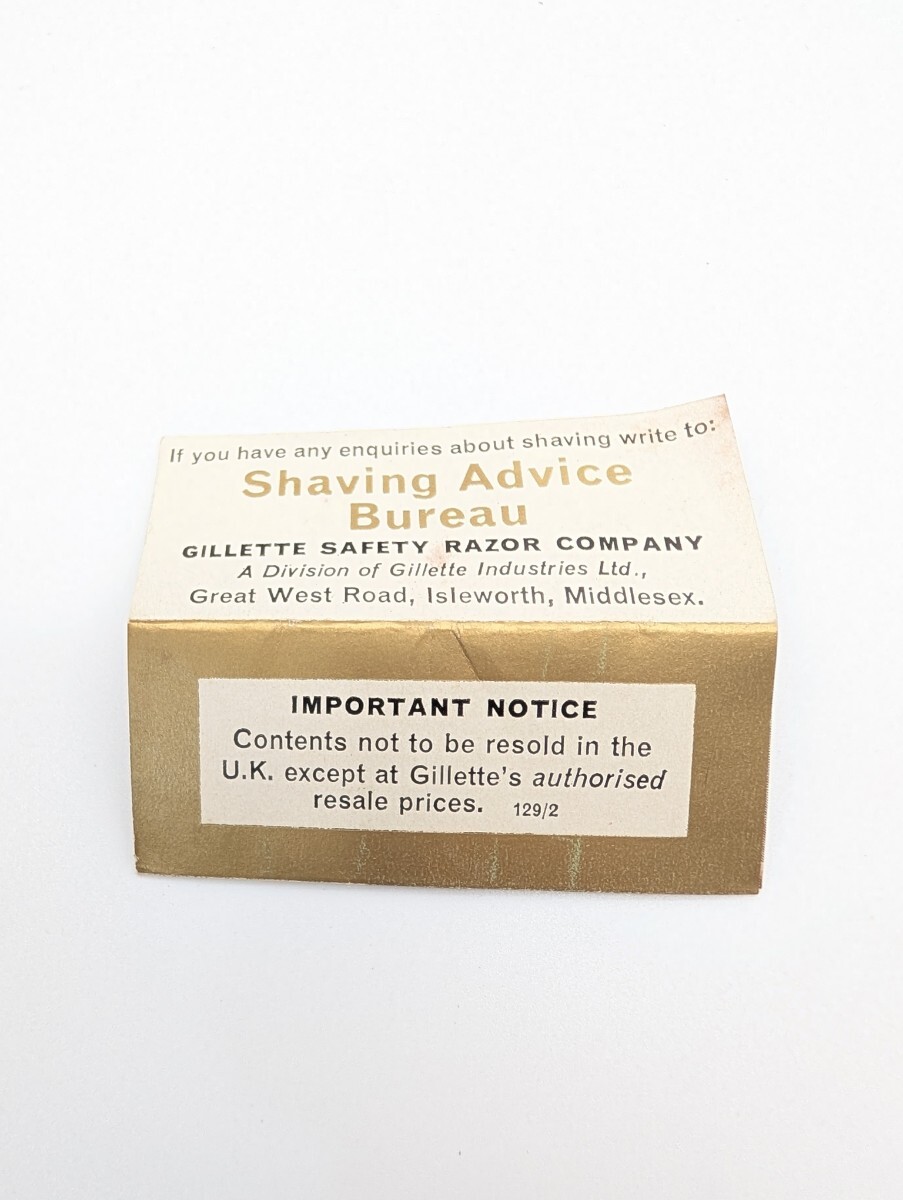 If you have any enquiries about shaving write to:
Shaving Advice
Bureau
GILLETTE SAFETY RAZOR COMPANY
A Division of Gillette Industries Ltd.,
Great West Road, Isleworth, Middlesex.
IMPORTANT NOTICE
Contents not to be resold in the
U.K. except at Gillette's authorised
resale prices. 129/2